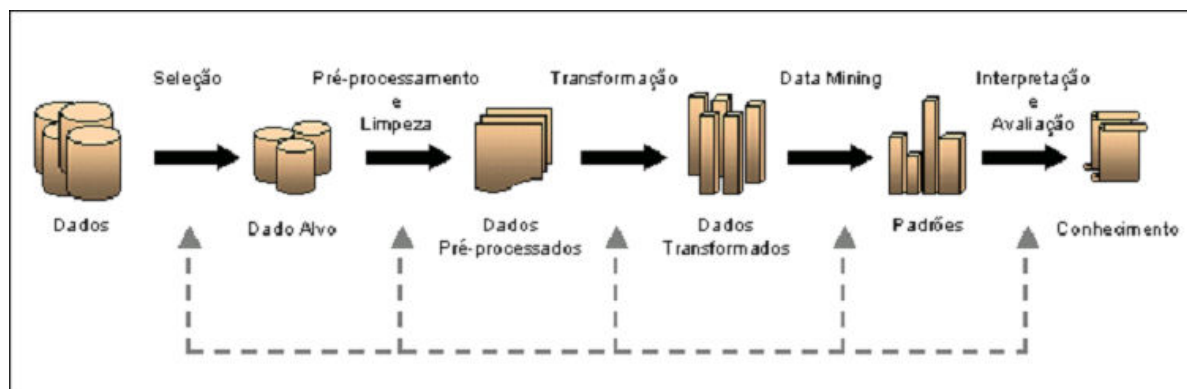 Seleção
Pré-processamento
e
Limpeza
Transformação
Data Mining
Interpretação
e
Avaliação
Dados
Dado Alvo
Dados
Pré-processados
Dados
Transformados
Padrões
Conhecimento